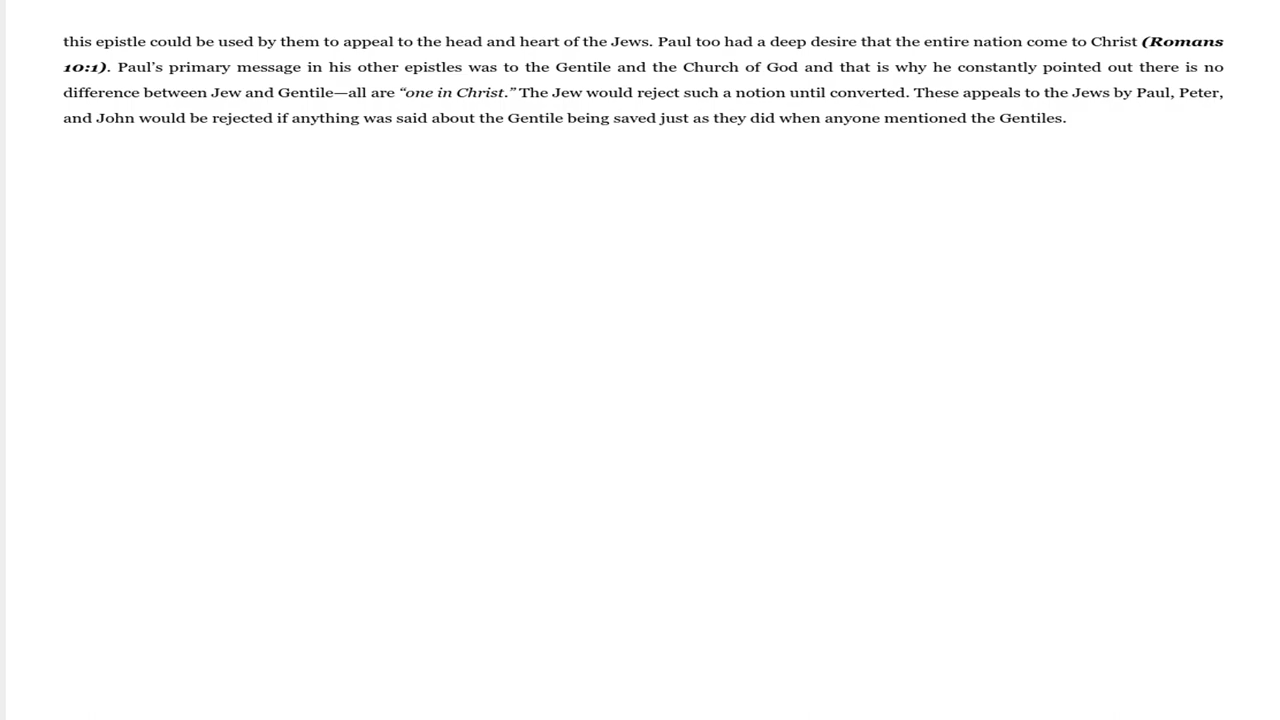 this epistle could be used by them to appeal to the head and heart of the Jews. Paul too had a deep desire that the entire nation come to Christ (Romans
10:1). Paul’s primary message in his other epistles was to the Gentile and the Church of God and that is why he constantly pointed out there is no
difference between Jew and Gentile—all are “one in Christ.” The Jew would reject such a notion until converted. These appeals to the Jews by Paul, Peter,
and John would be rejected if anything was said about the Gentile being saved just as they did when anyone mentioned the Gentiles.